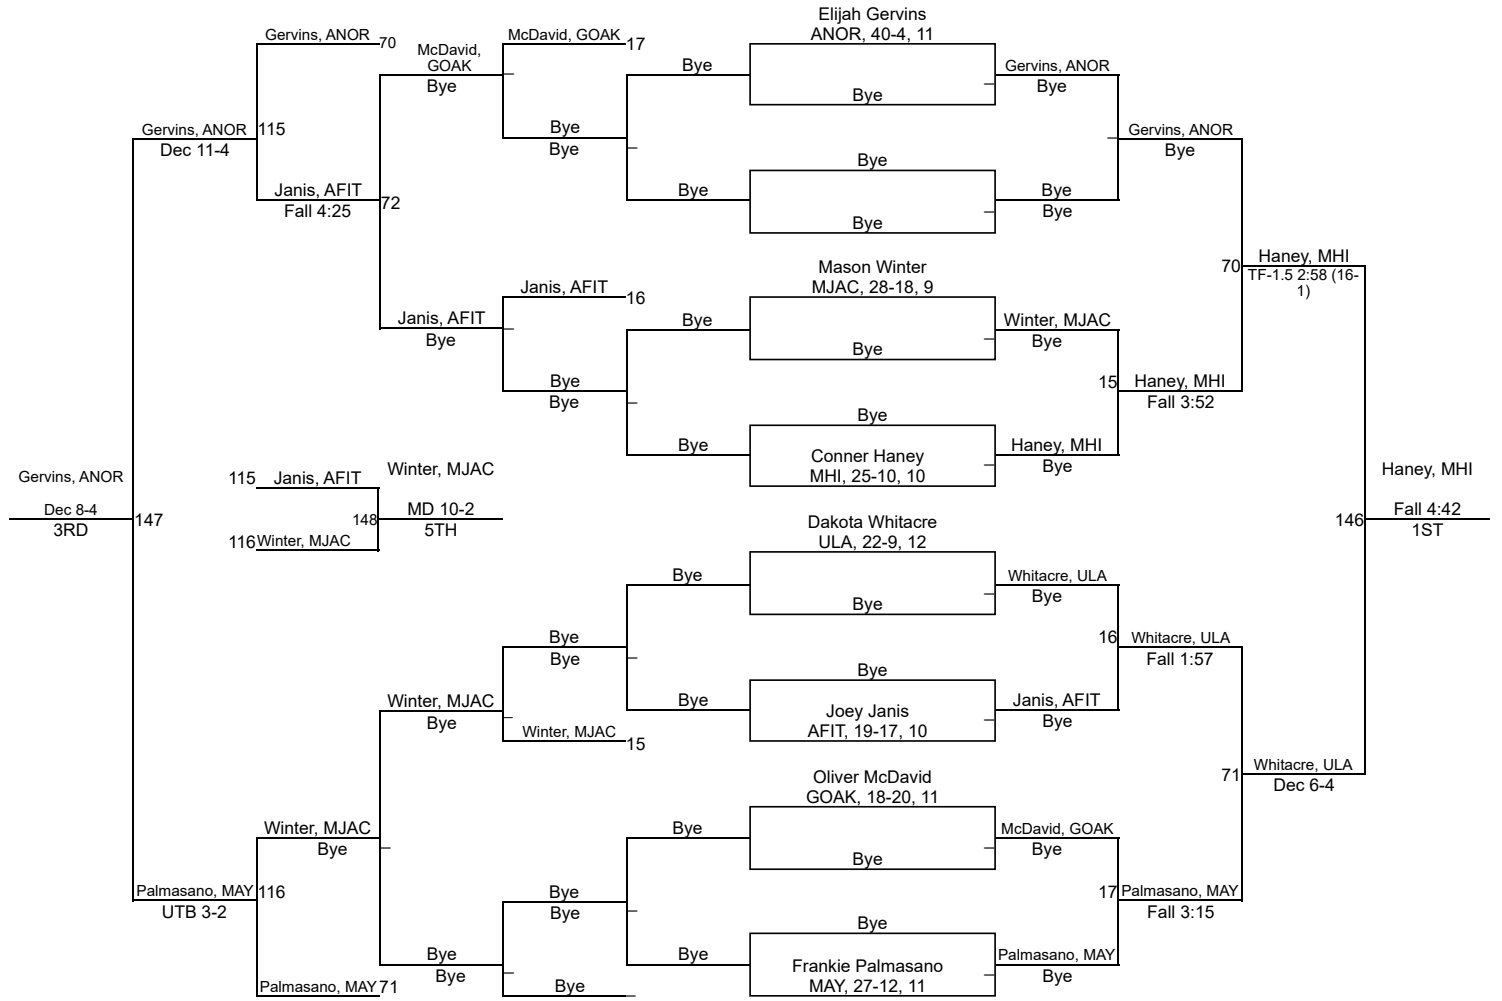 Elijah Gervins
ANOR, 40-4, 11
Gervins, ANOR
70
McDavid,
GOAK
Bye
McDavid, GOAK
17
Bye
Bye
Gervins, ANOR
Bye
Gervins, ANOR
115
Dec 11-4
Bye
Bye
Gervins, ANOR
Bye
Bye
Janis, AFIT
72
Fall 4:25
Bye
Bye
Bye
Bye
Bye
Mason Winter
MJAC, 28-18, 9
70
Haney, MHI
TF-1.5 2:58 (16-
1)
Janis, AFIT
16
Janis, AFIT
Bye
Bye
Bye
Winter, MJAC
Bye
Bye
Bye
15
Haney, MHI
Fall 3:52
Bye
Bye
Conner Haney
MHI, 25-10, 10
Haney, MHI
Bye
Gervins, ANOR
Dec 8-4
3RD
147
115
Janis, AFIT
116
Winter, MJAC
148
Winter, MJAC
MD 10-2
5TH
Haney, MHI
146
Fall 4:42
1ST
Dakota Whitacre
ULA, 22-9, 12
Bye
Bye
Whitacre, ULA
Bye
Bye
Bye
16
Whitacre, ULA
Fall 1:57
Winter, MJAC
Bye
Winter, MJAC
15
Bye
Bye
Joey Janis
AFIT, 19-17, 10
Janis, AFIT
Bye
71
Whitacre, ULA
Dec 6-4
Oliver McDavid
GOAK, 18-20, 11
Winter, MJAC
Bye
Bye
Bye
McDavid, GOAK
Bye
Palmasano, MAY
116
UTB 3-2
Bye
Bye
17
Palmasano, MAY
Fall 3:15
Bye
Bye
Bye
Bye
Frankie Palmasano
MAY, 27-12, 11
Palmasano, MAY
Bye
Palmasano, MAY
71
Bye